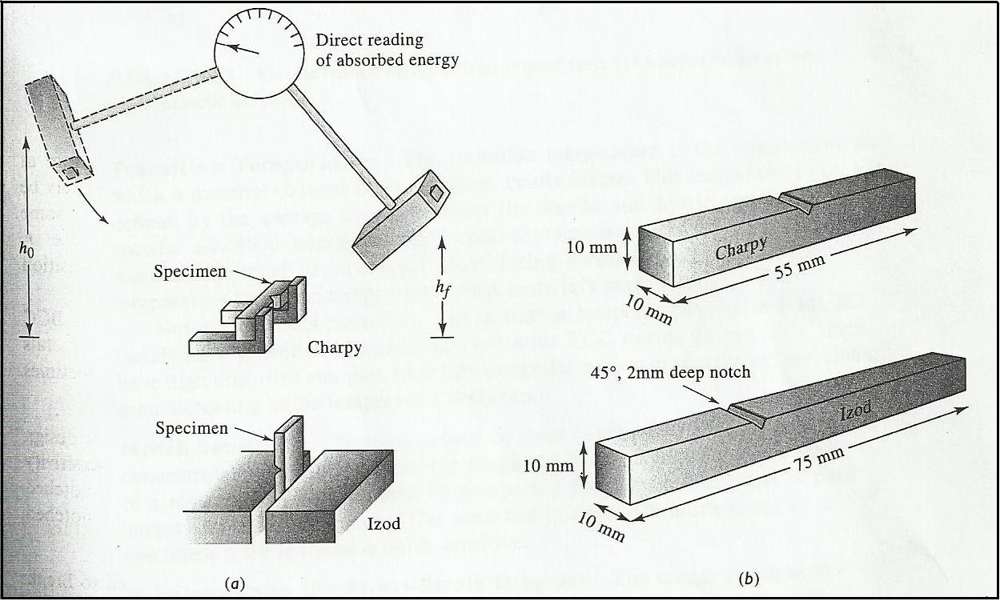 Direct reading
of absorbed energy
h0
Specimen
hf
Charpy
Specimen
Izod
(a)
10 mm
Charpy
55 mm
10 mm
45°, 2mm deep notch
Izod
10 mm
75 mm
10 mm
(b)